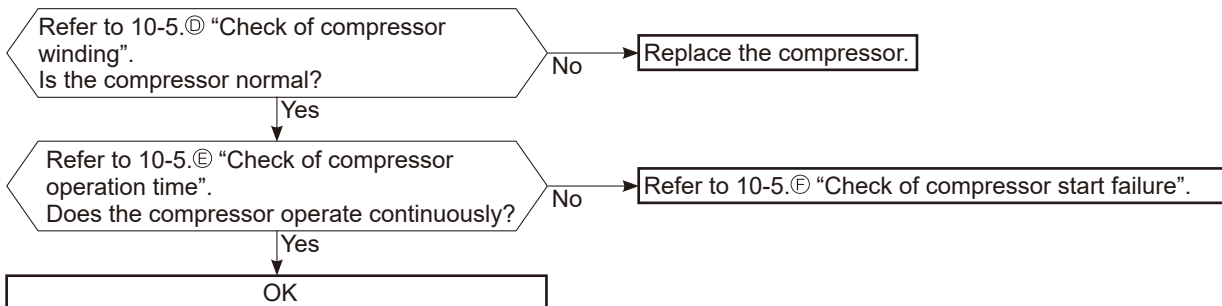 Refer to 10-5.Ⓓ “Check of compressor
winding”.
Is the compressor normal?
No
Replace the compressor.
Yes
Refer to 10-5.Ⓔ “Check of compressor
operation time”.
Does the compressor operate continuously?
No
Refer to 10-5.Ⓕ “Check of compressor start failure”.
Yes
OK